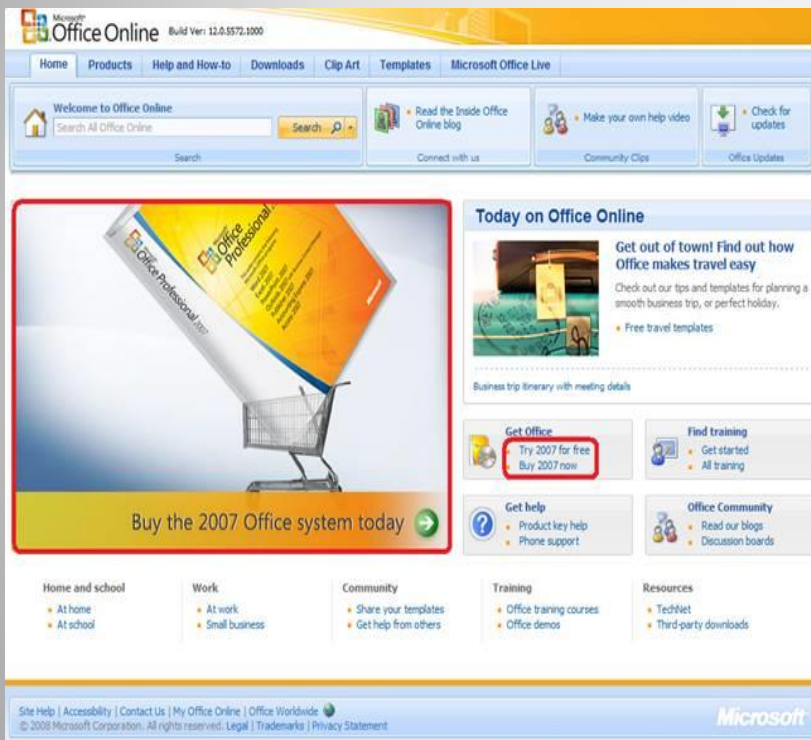 Microsoft
Office Online Build Ver: 12.0.5572.1000
Home Products Help and How-to Downloads Clip Art Templates Microsoft Office Live
Welcome to Office Online
Search All Office Online Search
Search
Read the Inside Office
Online blog
Connect with us
Make your own help video
Community Clips
Check for
updates
Office Updates
Office Professional 2007
Microsoft
Office
Professional
Microsoft
Buy the 2007 Office system today
Today on Office Online
Get out of town! Find out how
Office makes travel easy
Check out our tips and templates for planning a
smooth business trip, or perfect holiday.
Free travel templates
Business trip itinerary with meeting details
Get Office
Try 2007 for free
Buy 2007 now
Find training
Get started
All training
Get help
Product key help
Phone support
Office Community
Read our blogs
Discussion boards
Home and school
At home
At school
Work
At work
Small business
Community
Share your templates
Get help from others
Training
Office training courses
Office demos
Resources
TechNet
Third-party downloads
Site Help | Accessibility | Contact Us | My Office Online | Office Worldwide
© 2008 Microsoft Corporation. All rights reserved. Legal | Trademarks | Privacy Statement
Microsoft